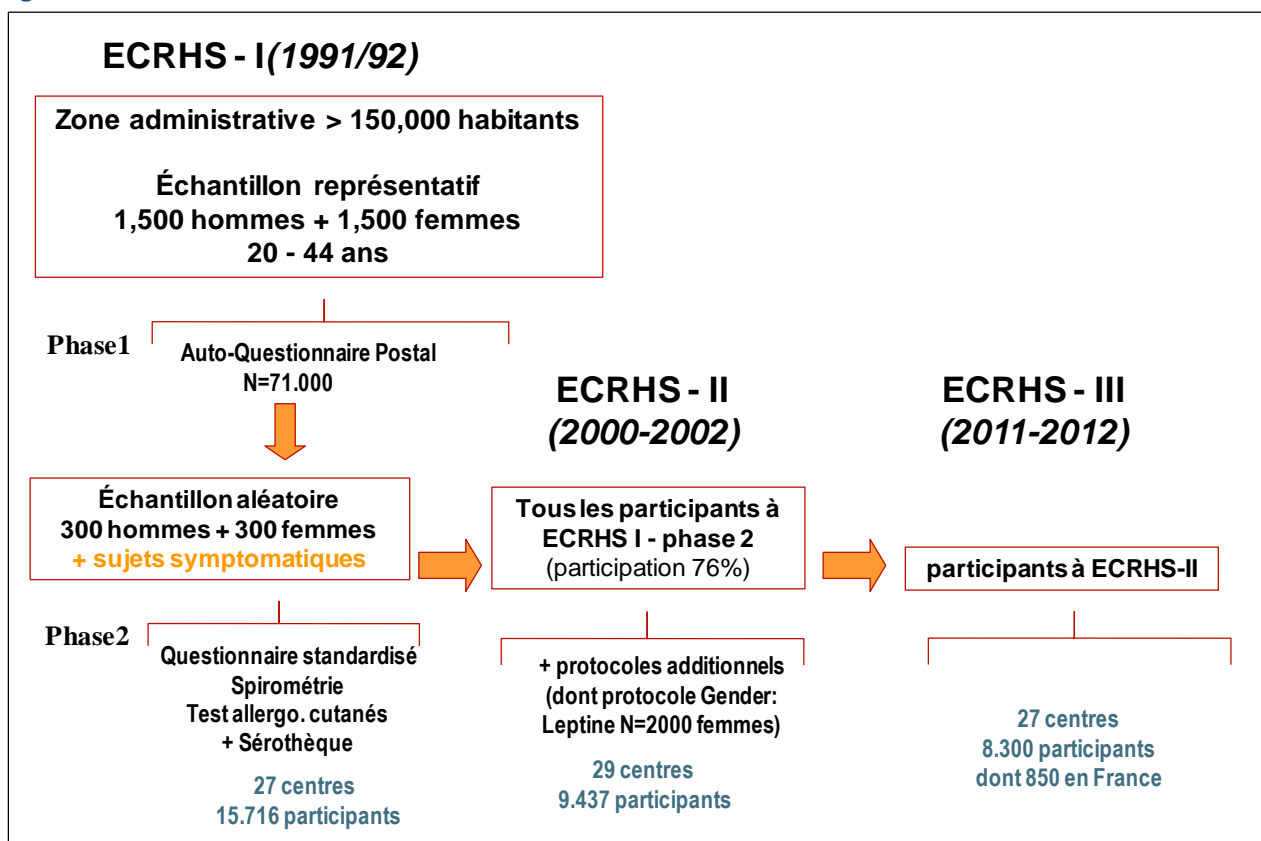 ECRHS - I(1991/92)
Zone administrative > 150,000 habitants
Échantillon représentatif
1,500 hommes + 1,500 femmes
20 - 44 ans
Phase1
Auto-Questionnaire Postal
N=71.000
Échantillon aléatoire
300 hommes + 300 femmes
+ sujets symptomatiques
Phase2
Questionnaire standardisé
Spirométrie
Test allergo. cutanés
+ Sérothèque
27 centres
15.716 participants
ECRHS - II
(2000-2002)
Tous les participants à
ECRHS I - phase 2
(participation 76%)
+ protocoles additionnels
(dont protocole Gender:
Leptine N=2000 femmes)
29 centres
9.437 participants
ECRHS - III
(2011-2012)
participants à ECRHS-II
27 centres
8.300 participants
dont 850 en France